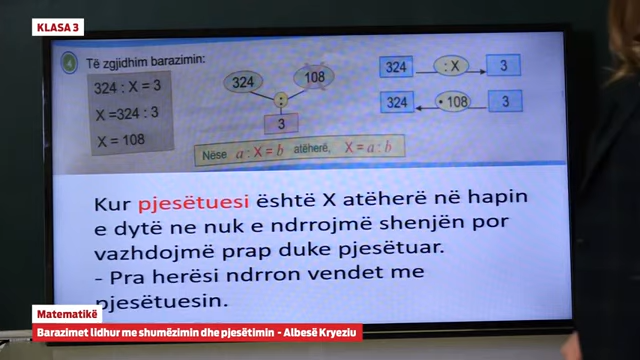 KLASA 3
4 Të zgjidhim barazimin:
324 : X = 3
X =324 : 3
X = 108
324 108
:
3
324 : X 3
324 • 108 3
Nëse a : X = b atëherë, X = a : b
Kur pjesëtuesi është X atëherë në hapin
e dytë ne nuk e ndrrojmë shenjën por
vazhdojmë prap duke pjesëtuar.
- Pra herësi ndrron vendet me
pjesëtuesin.
Matematikë
Barazimet lidhur me shumëzimin dhe pjesëtimin - Albesë Kryeziu